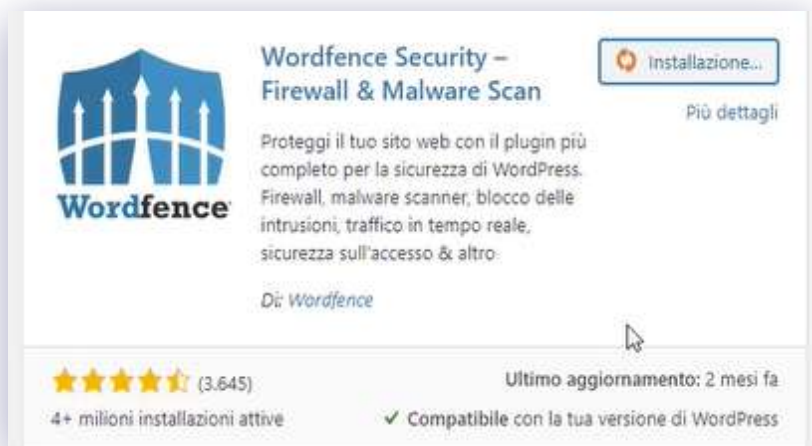 Wordfence
Wordfence Security –
Firewall & Malware Scan
Installazione...
Più dettagli
Proteggi il tuo sito web con il plugin più
completo per la sicurezza di WordPress.
Firewall, malware scanner, blocco delle
intrusioni, traffico in tempo reale,
sicurezza sull'accesso & altro
Di: Wordfence
(3.645)
4+ milioni installazioni attive
Ultimo aggiornamento: 2 mesi fa
✓ Compatibile con la tua versione di WordPress